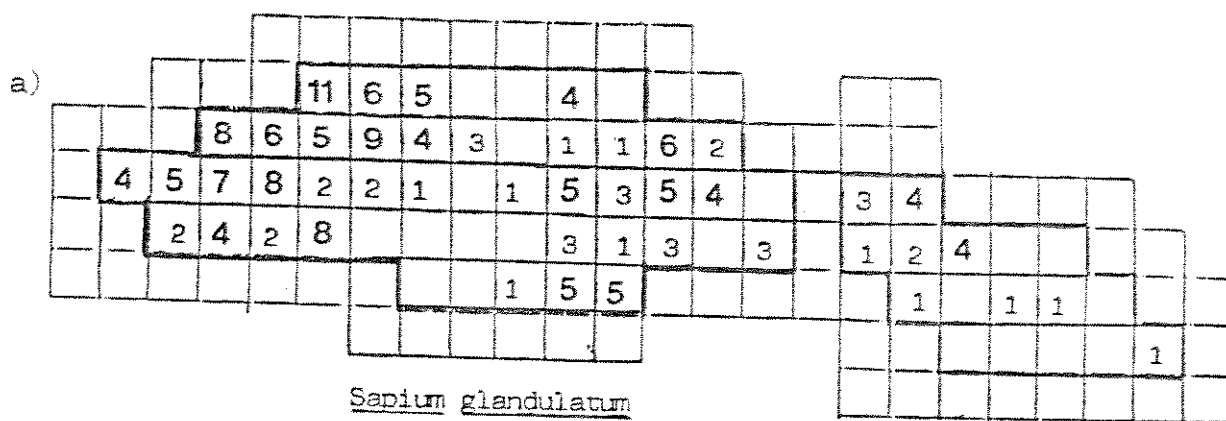 a)
11 6 5 4
8 6 5 9 4 3 1 1 6 2
4 5 7 8 2 2 1 1 5 3 5 4 3 4
2 4 2 8 3 1 3 3 1 2 4
1 5 5 1 1 1
1
Sapium glandulatum